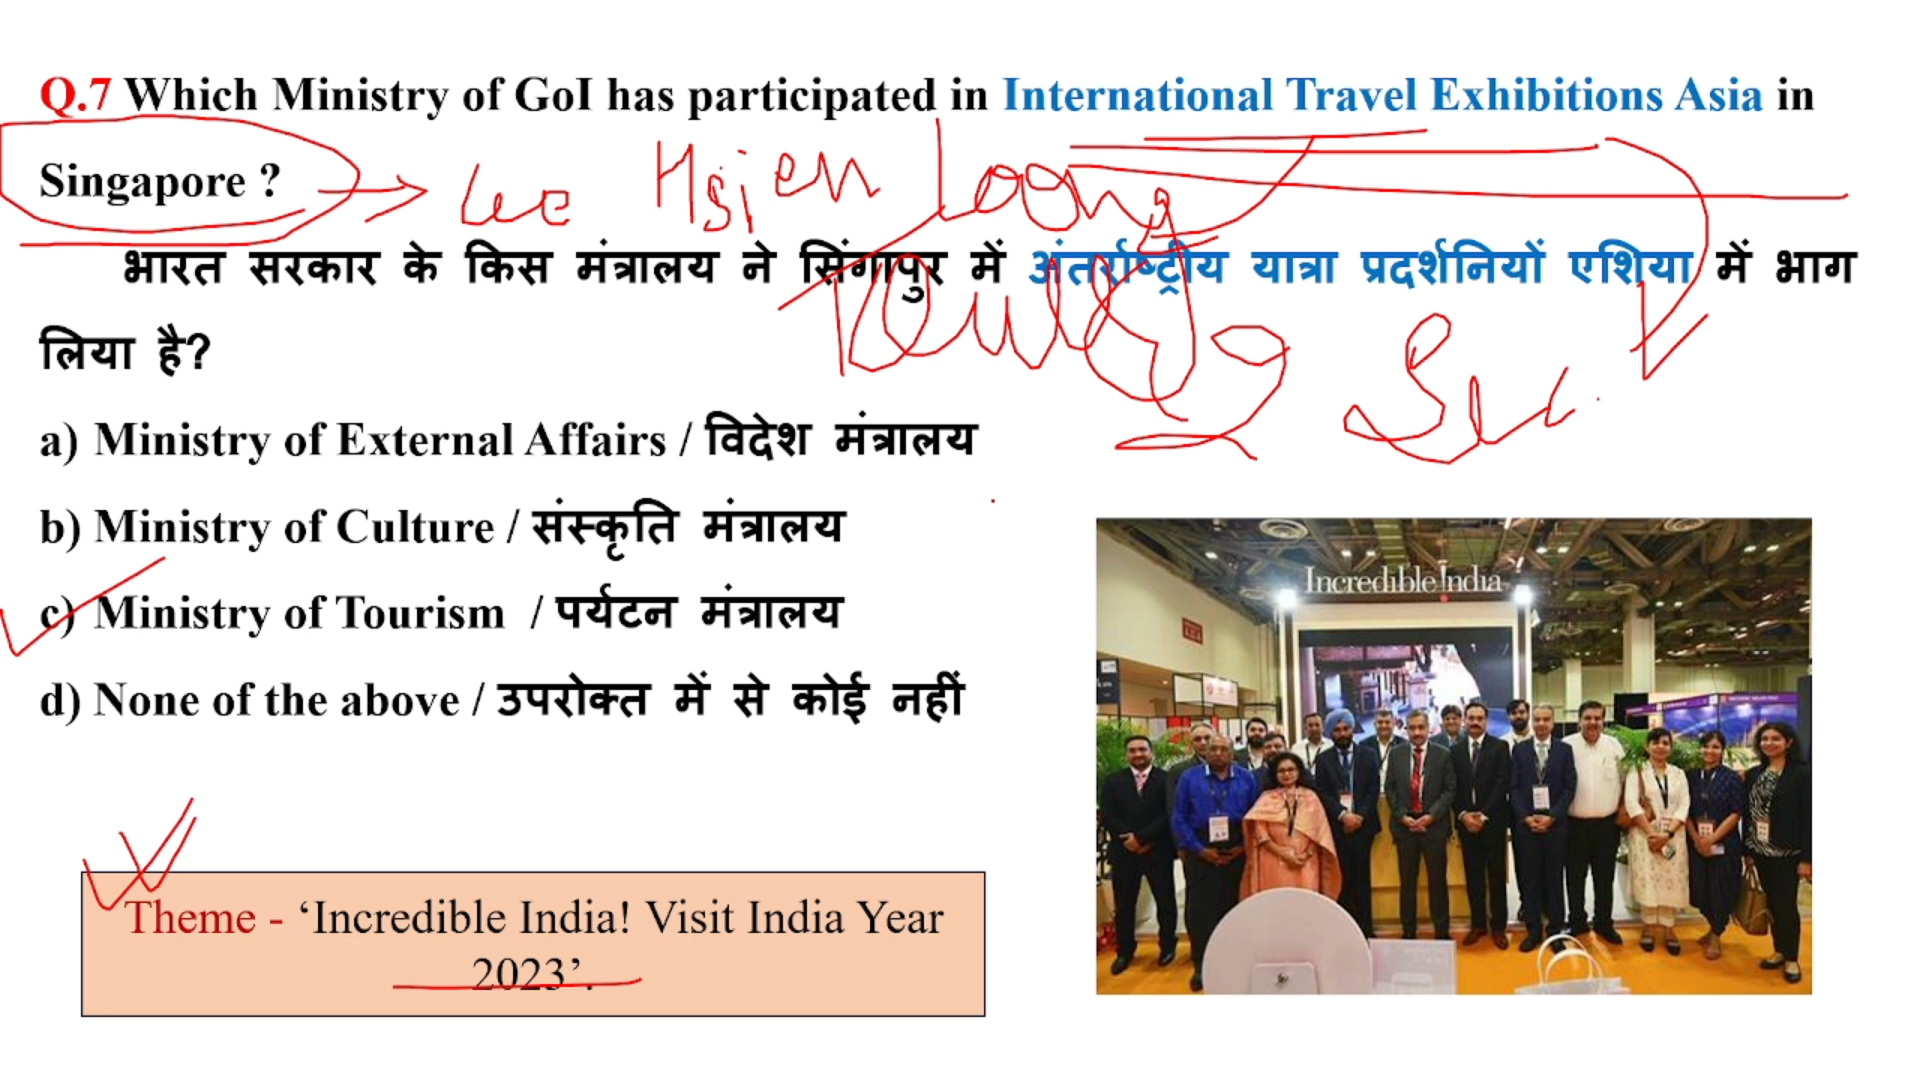 Q.7 Which Ministry of GoI has participated in International Travel Exhibitions Asia in
Singapore ? Lee Hsien Loong
भारत सरकार के किस मंत्रालय ने सिंगापुर में अंतर्राष्ट्रीय यात्रा प्रदर्शनियों एशिया में भाग
लिया है?
a) Ministry of External Affairs / विदेश मंत्रालय
b) Ministry of Culture / संस्कृति मंत्रालय
c) Ministry of Tourism / पर्यटन मंत्रालय
d) None of the above / उपरोक्त में से कोई नहीं
Incredible India
Theme - ‘Incredible India! Visit India Year
2023’.